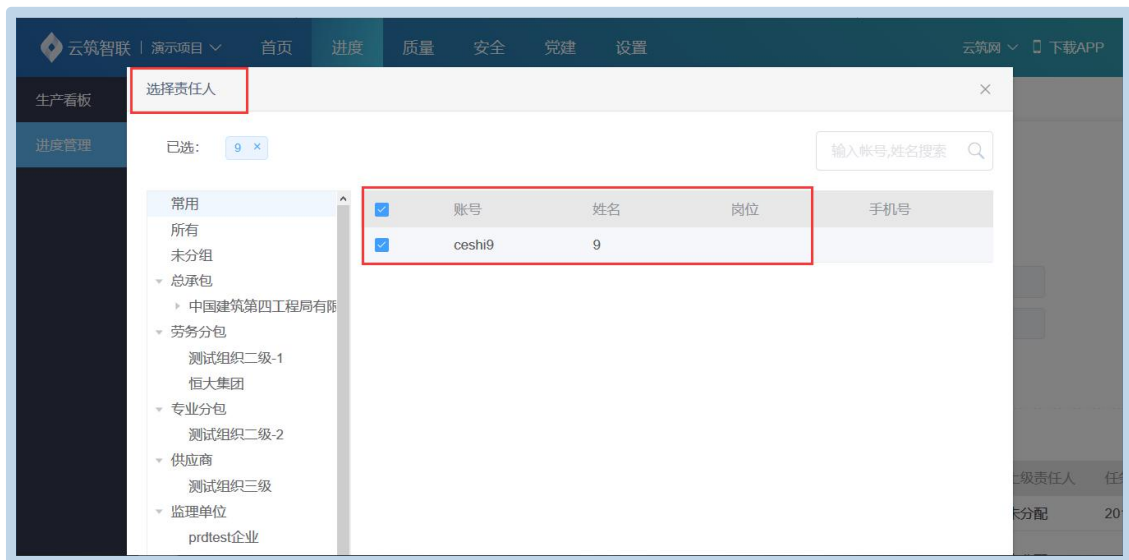 云筑智联 演示项目 首页 进度 质量 安全 党建 设置 云筑网 下载APP
生产看板
进度管理
选择责任人 ×
已选: 9 × 输入帐号,姓名搜索
账号 姓名 岗位 手机号
ceshi9 9
常用
所有
未分组
总承包
中国建筑第四工程局有限
劳务分包
测试组织二级-1
恒大集团
专业分包
测试组织二级-2
供应商
测试组织三级
监理单位
prdtest企业
级责任人
未分配 201